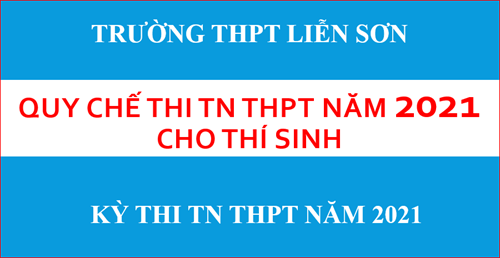 TRƯỜNG THPT LIỄN SƠN
QUY CHẾ THI TN THPT NĂM 2021
CHO THÍ SINH
KỲ THI TN THPT NĂM 2021